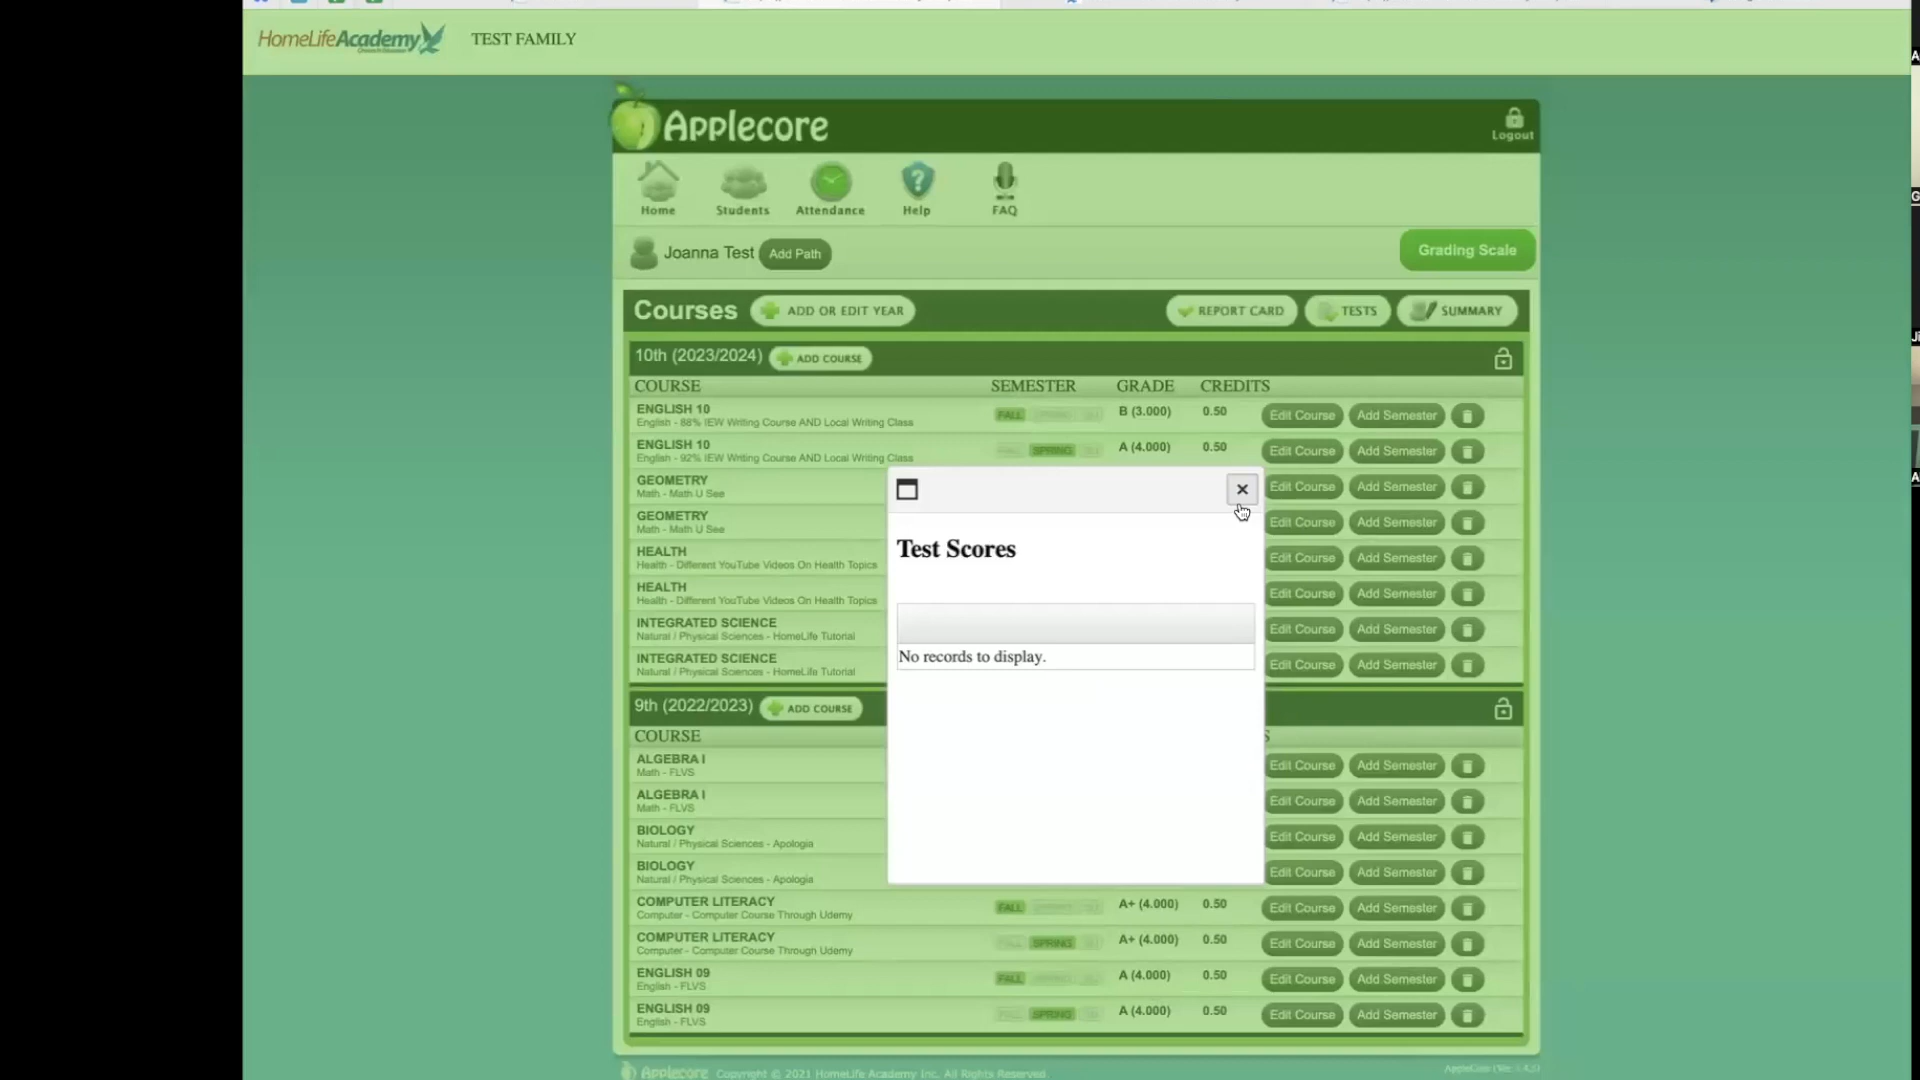 HomeLifeAcademy TEST FAMILY
Applecore
Logout
Home Students Attendance Help FAQ
Joanna Test Add Path Grading Scale
Courses ADD OR EDIT YEAR REPORT CARD TESTS SUMMARY
10th (2023/2024) ADD COURSE
COURSE SEMESTER GRADE CREDITS
ENGLISH 10 FALL B (3.000) 0.50 Edit Course Add Semester
English - 88% IEW Writing Course AND Local Writing Class
ENGLISH 10 SPRING A (4.000) 0.50 Edit Course Add Semester
English - 92% IEW Writing Course AND Local Writing Class
GEOMETRY Edit Course Add Semester
Math - Math U See
GEOMETRY Edit Course Add Semester
Math - Math U See
HEALTH Edit Course Add Semester
Health - Different YouTube Videos On Health Topics
HEALTH Edit Course Add Semester
Health - Different YouTube Videos On Health Topics
INTEGRATED SCIENCE Edit Course Add Semester
Natural / Physical Sciences - HomeLife Tutorial
INTEGRATED SCIENCE Edit Course Add Semester
Natural / Physical Sciences - HomeLife Tutorial
Test Scores
No records to display.
9th (2022/2023) ADD COURSE
COURSE S
ALGEBRA I Edit Course Add Semester
Math - FLVS
ALGEBRA I Edit Course Add Semester
Math - FLVS
BIOLOGY Edit Course Add Semester
Natural / Physical Sciences - Apologia
BIOLOGY Edit Course Add Semester
Natural / Physical Sciences - Apologia
COMPUTER LITERACY FALL A+ (4.000) 0.50 Edit Course Add Semester
Computer - Computer Course Through Udemy
COMPUTER LITERACY FALL SPRING A+ (4.000) 0.50 Edit Course Add Semester
Computer - Computer Course Through Udemy
ENGLISH 09 FALL A (4.000) 0.50 Edit Course Add Semester
English - FLVS
ENGLISH 09 SPRING A (4.000) 0.50 Edit Course Add Semester
English - FLVS
Applecore Copyright © 2021 HomeLife Academy Inc. All Rights Reserved.